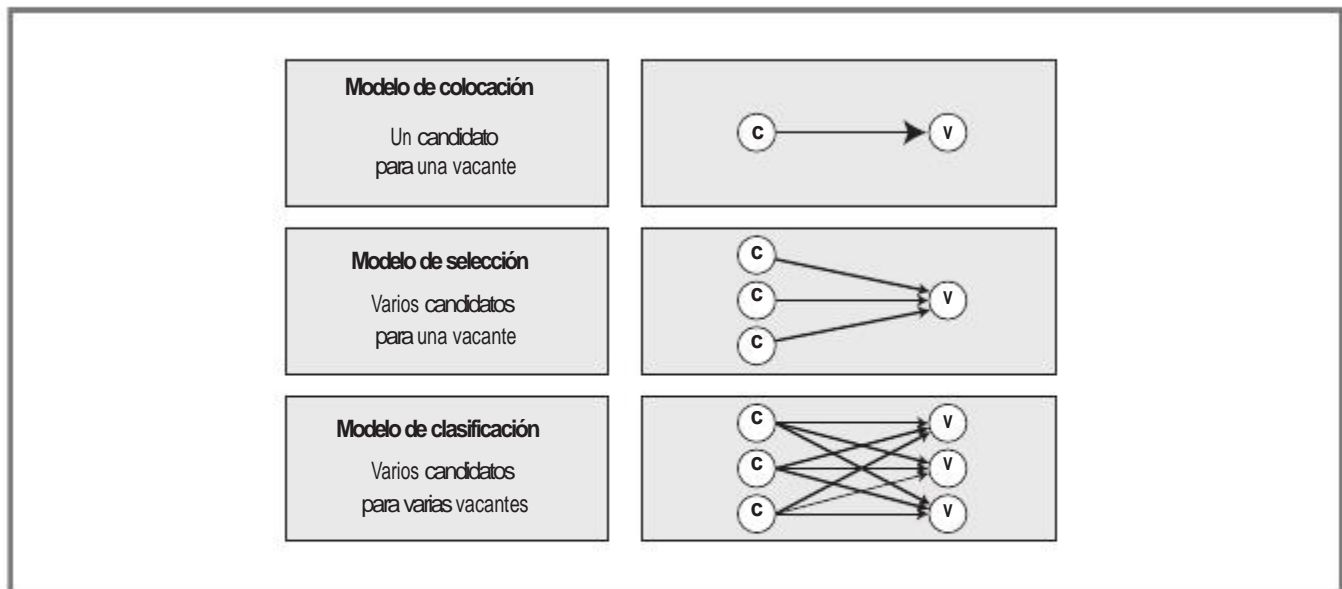 Modelo de colocación
Un candidato
para una vacante
C
V
Modelo de selección
Varios candidatos
para una vacante
C
C
C
V
Modelo de clasificación
Varios candidatos
para varias vacantes
C
V
C
V
C
V